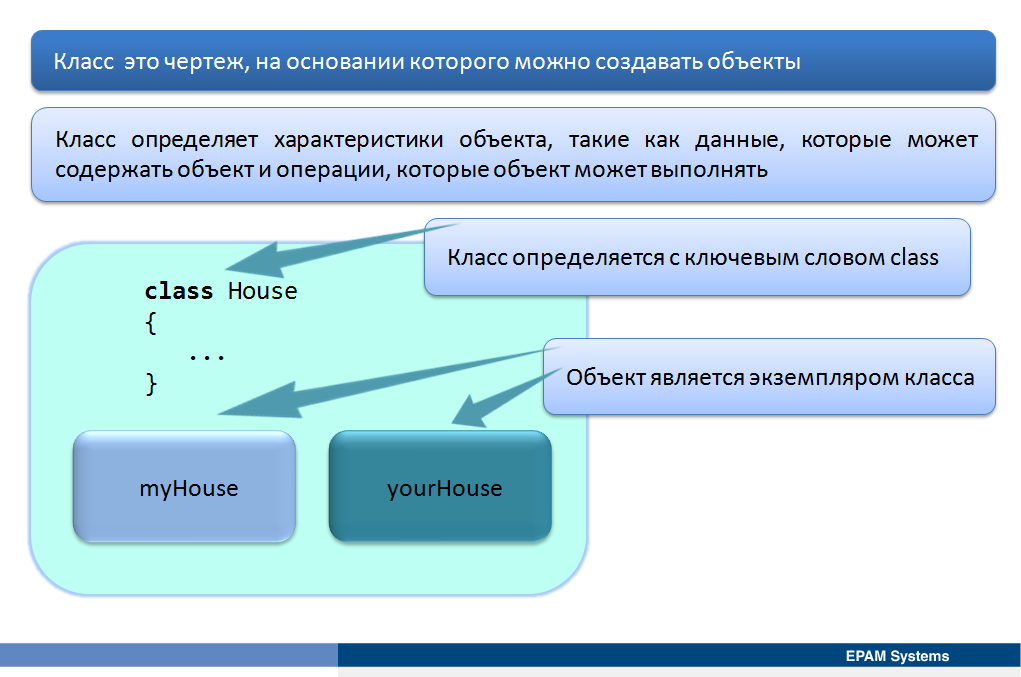 Класс это чертеж, на основании которого можно создавать объекты
Класс определяет характеристики объекта, такие как данные, которые может
содержать объект и операции, которые объект может выполнять
Класс определяется с ключевым словом class
class House
{
...
}
Объект является экземпляром класса
myHouse
yourHouse
EPAM Systems